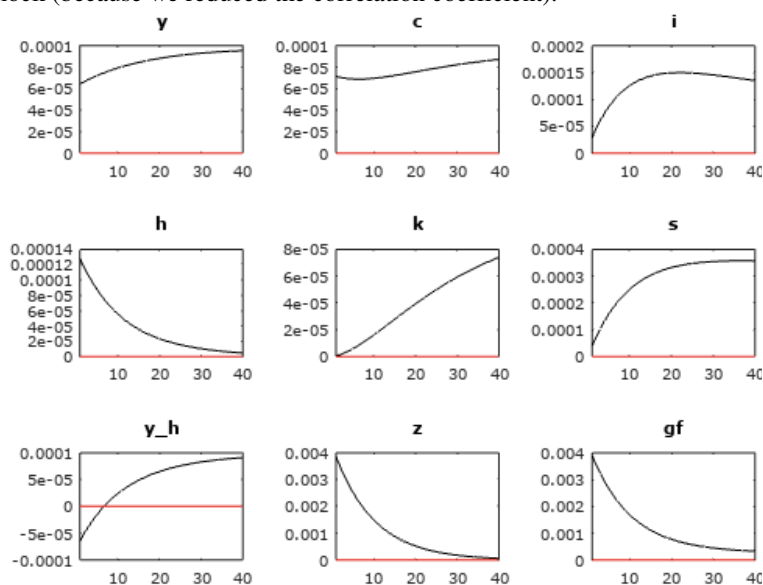 (because we reduced the correlation coefficient).
y c i
0.0001 0.0001 0.0002
8e-05 8e-05 0.00015
6e-05 6e-05 0.0001
4e-05 4e-05
2e-05 2e-05 5e-05
0 0 0
10 20 30 40 10 20 30 40 10 20 30 40
h k s
0.00014 8e-05 0.0004
0.00012 6e-05 0.0003
0.0001
8e-05 4e-05 0.0002
6e-05
4e-05 2e-05 0.0001
2e-05
0 0 0
10 20 30 40 10 20 30 40 10 20 30 40
y_h z gf
0.0001 0.004 0.004
5e-05 0.003 0.003
0 0.002 0.002
-5e-05 0.001 0.001
-0.0001 0 0
10 20 30 40 10 20 30 40 10 20 30 40